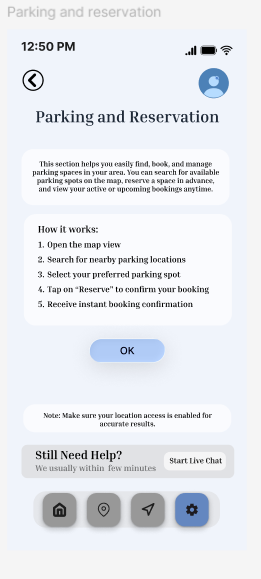 Parking and reservation
12:50 PM
Parking and Reservation
This section helps you easily find, book, and manage
parking spaces in your area. You can search for available
parking spots on the map, reserve a space in advance,
and view your active or upcoming bookings anytime.
How it works:
1. Open the map view
2. Search for nearby parking locations
3. Select your preferred parking spot
4. Tap on “Reserve” to confirm your booking
5. Receive instant booking confirmation
OK
Note: Make sure your location access is enabled for
accurate results.
Still Need Help?
We usually within few minutes
Start Live Chat